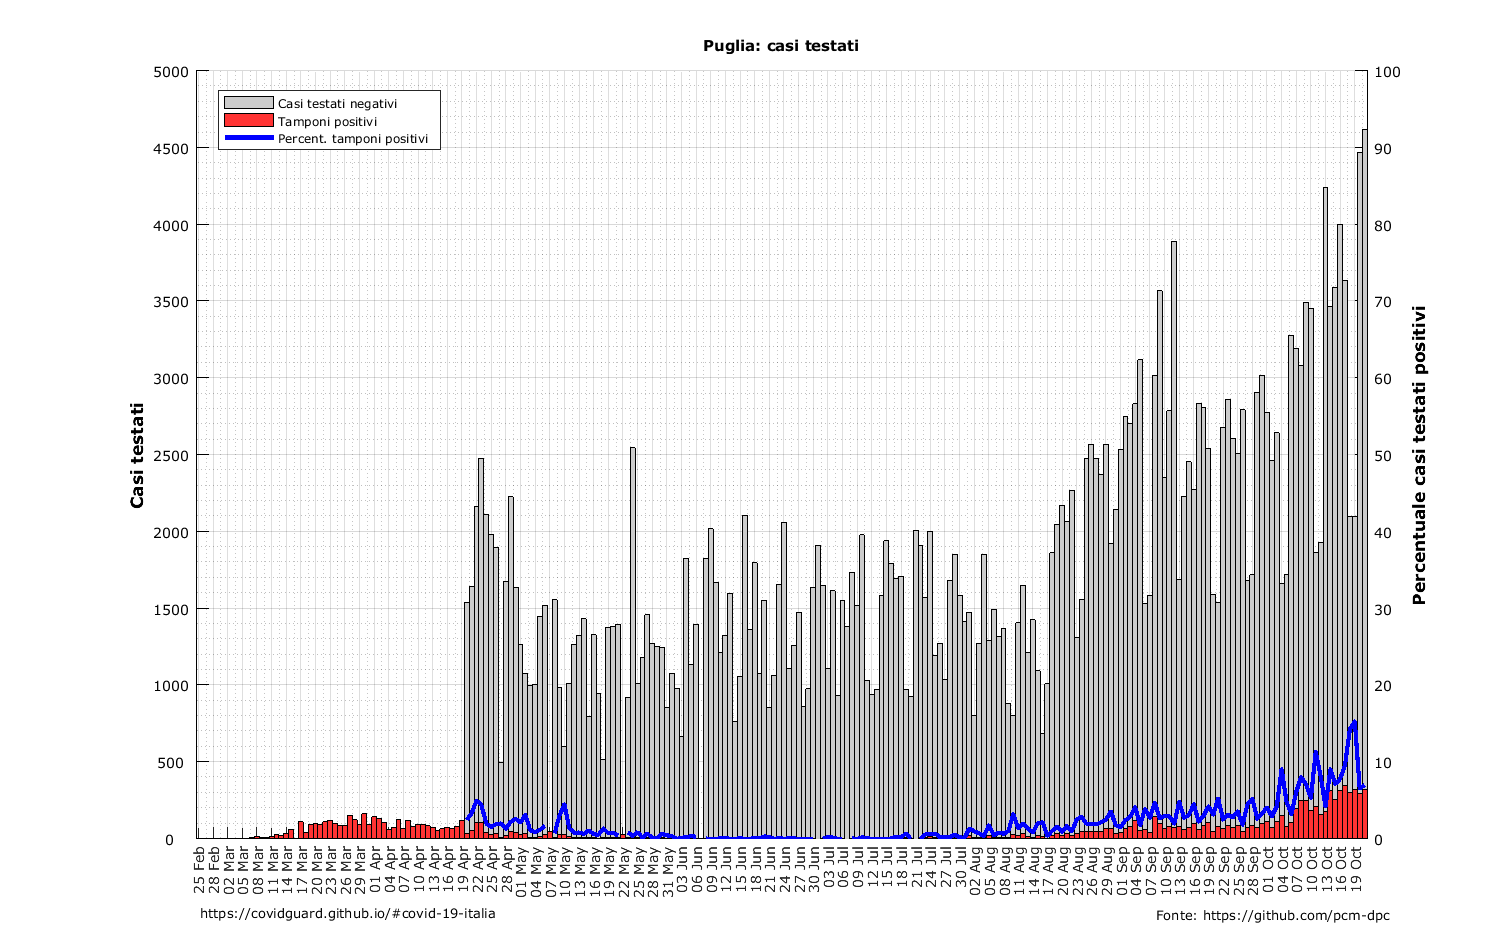 Puglia: casi testati
Casi testati negativi
Tamponi positivi
Percent. tamponi positivi
5000
4500
4000
3500
3000
2500
2000
1500
1000
500
0
100
90
80
70
60
50
40
30
20
10
0
Casi testati
Percentuale casi testati positivi
25 Feb
28 Feb
02 Mar
05 Mar
08 Mar
11 Mar
14 Mar
17 Mar
20 Mar
23 Mar
26 Mar
29 Mar
01 Apr
04 Apr
07 Apr
10 Apr
13 Apr
16 Apr
19 Apr
22 Apr
25 Apr
28 Apr
01 May
04 May
07 May
10 May
13 May
16 May
19 May
22 May
25 May
28 May
31 May
03 Jun
06 Jun
09 Jun
12 Jun
15 Jun
18 Jun
21 Jun
24 Jun
27 Jun
30 Jun
03 Jul
06 Jul
09 Jul
12 Jul
15 Jul
18 Jul
21 Jul
24 Jul
27 Jul
30 Jul
02 Aug
05 Aug
08 Aug
11 Aug
14 Aug
17 Aug
20 Aug
23 Aug
26 Aug
29 Aug
01 Sep
04 Sep
07 Sep
10 Sep
13 Sep
16 Sep
19 Sep
22 Sep
25 Sep
28 Sep
01 Oct
04 Oct
07 Oct
10 Oct
13 Oct
16 Oct
19 Oct
https://covidguard.github.io/#covid-19-italia
Fonte: https://github.com/pcm-dpc